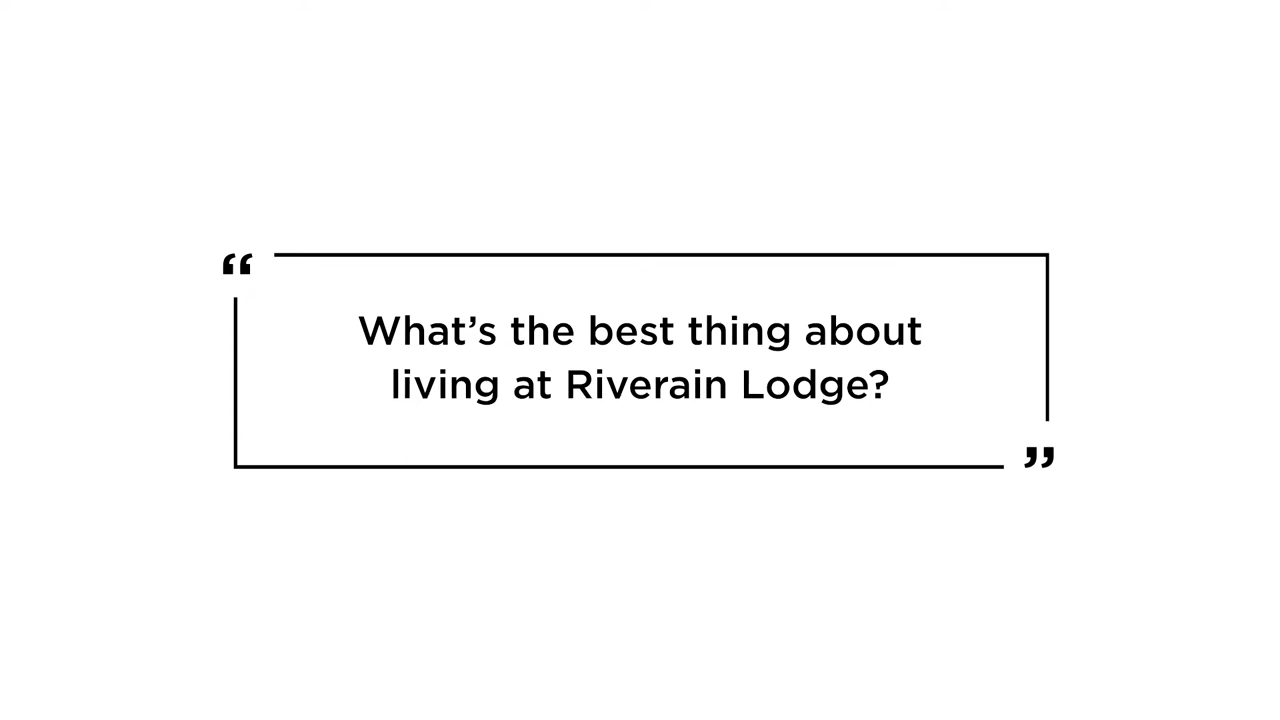 “
What’s the best thing about
living at Riverain Lodge?
”